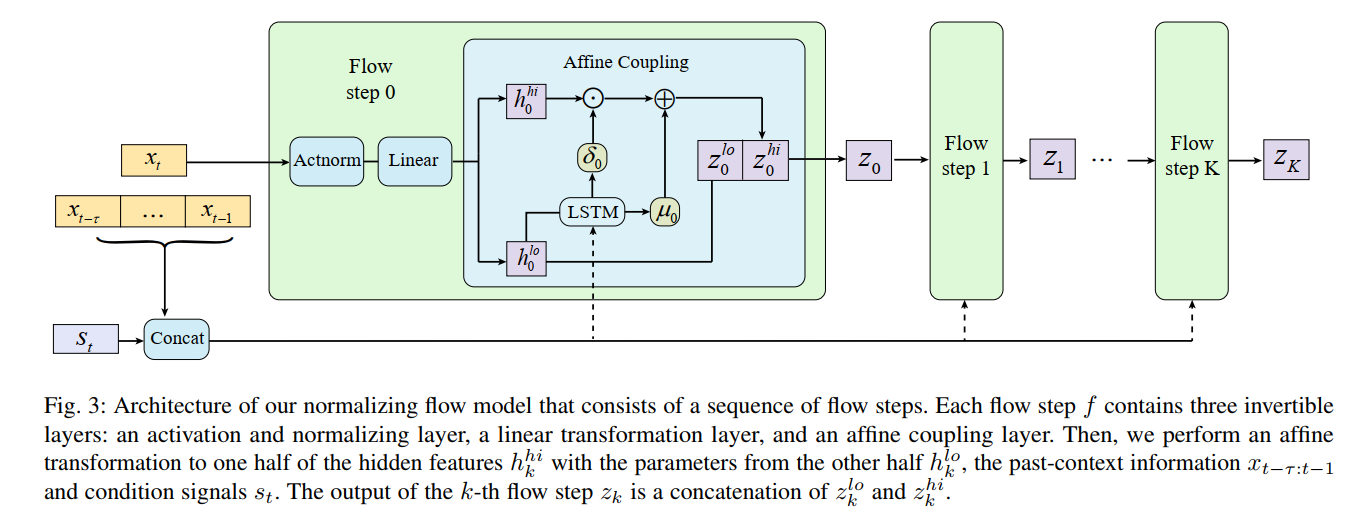 Flow
step 0
Affine Coupling
h_0^{hi}
⊙
⊕
x_t
Actnorm
Linear
δ_0
z_0^{lo}
z_0^{hi}
z_0
Flow
step 1
z_1
...
Flow
step K
z_K
x_{t-τ}
...
x_{t-1}
LSTM
μ_0
h_0^{lo}
s_t
Concat
Fig. 3: Architecture of our normalizing flow model that consists of a sequence of flow steps. Each flow step f contains three invertible
layers: an activation and normalizing layer, a linear transformation layer, and an affine coupling layer. Then, we perform an affine
transformation to one half of the hidden features h_k^{hi} with the parameters from the other half h_k^{lo}, the past-context information x_{t−τ:t−1}
and condition signals s_t. The output of the k-th flow step z_k is a concatenation of z_k^{lo} and z_k^{hi}.